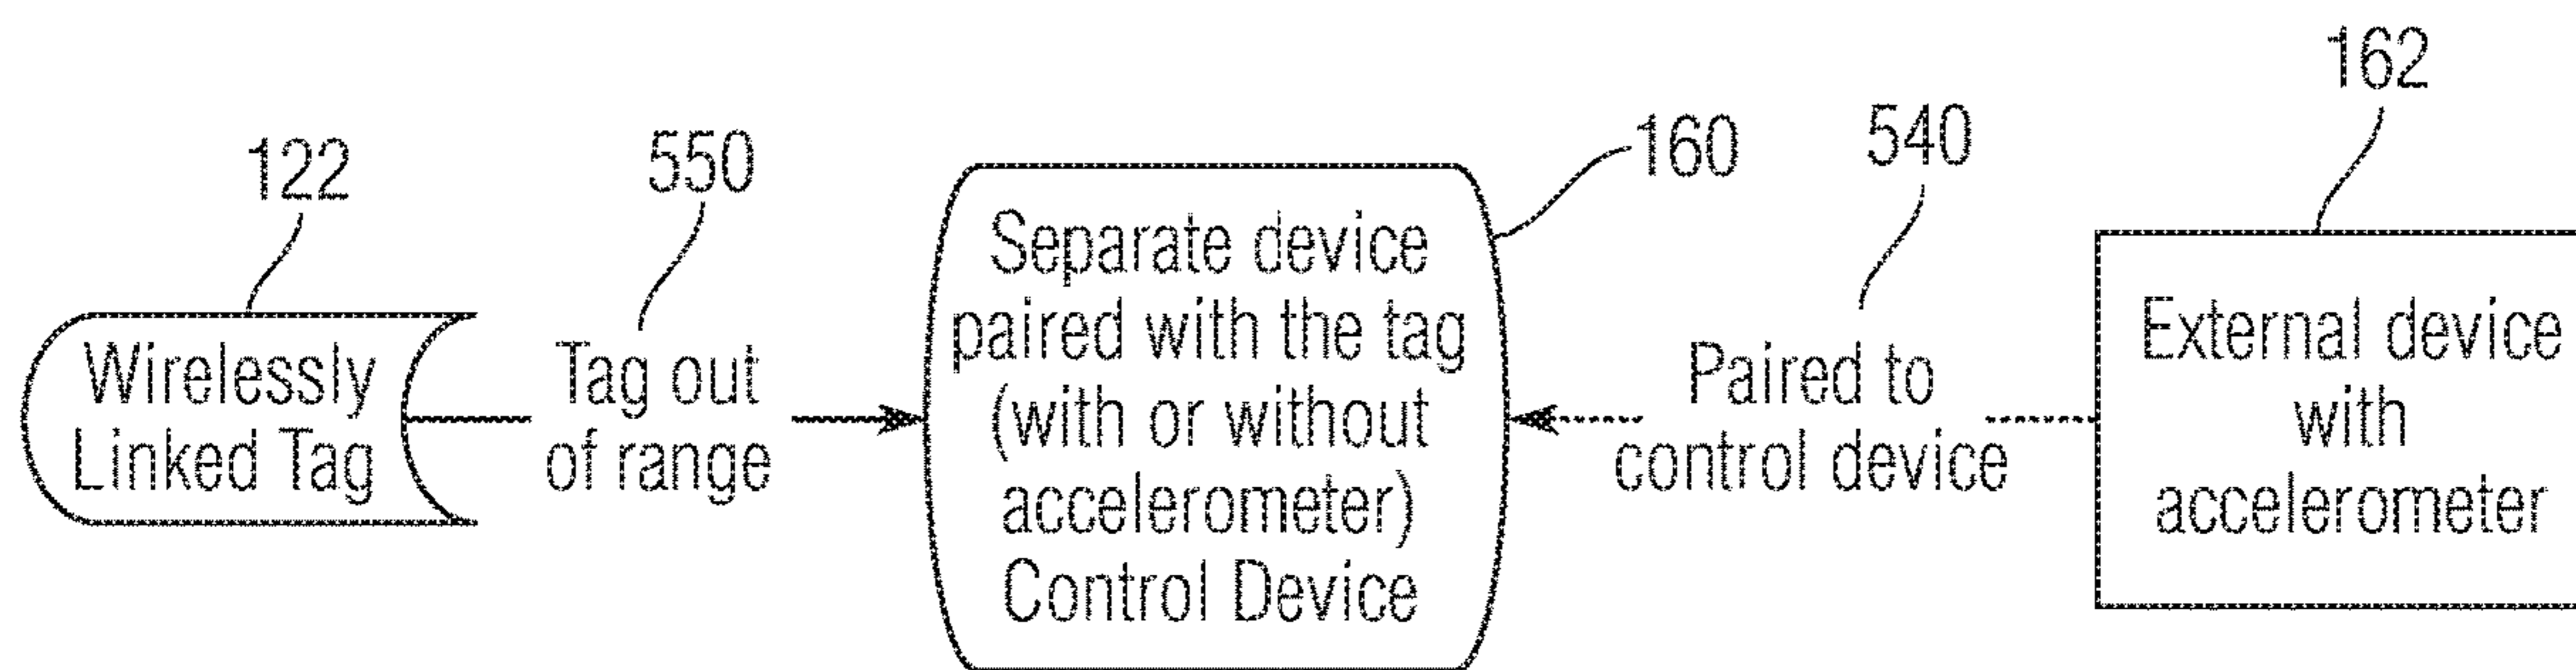 122
Wirelessly
Linked Tag
550
Tag out
of range
160
Separate device
paired with the tag
(with or without
accelerometer)
Control Device
540
Paired to
control device
162
External device
with
accelerometer